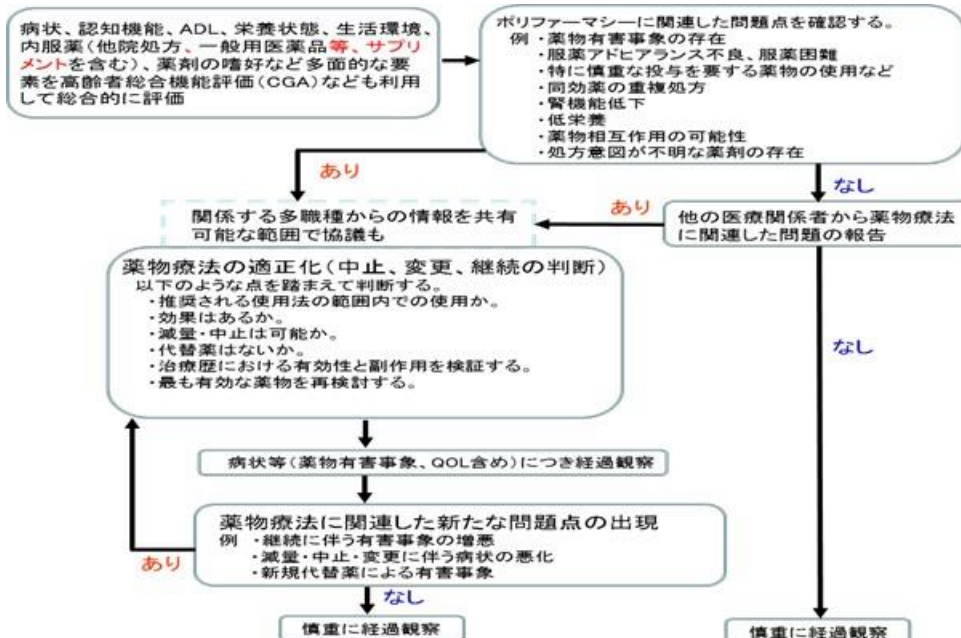 病状、認知機能、ADL、栄養状態、生活環境、
内服薬(他院処方、一般用医薬品等、サプリ
メントを含む)、薬剤の嗜好など多面的な要
素を高齢者総合機能評価(CGA)なども利用
して総合的に評価
ポリファーマシーに関連した問題点を確認する。
例 ・薬物有害事象の存在
・服薬アドヒアランス不良、服薬困難
・特に慎重な投与を要する薬物の使用など
・同効薬の重複処方
・腎機能低下
・低栄養
・薬物相互作用の可能性
・処方意図が不明な薬剤の存在
あり
なし
関係する多職種からの情報を共有
可能な範囲で協議も
あり
他の医療関係者から薬物療法
に関連した問題の報告
薬物療法の適正化(中止、変更、継続の判断)
以下のような点を踏まえて判断する。
・推奨される使用法の範囲内での使用か。
・効果はあるか。
・減量・中止は可能か。
・代替薬はないか。
・治療歴における有効性と副作用を検証する。
・最も有効な薬物を再検討する。
なし
病状等(薬物有害事象、QOL含め)につき経過観察
薬物療法に関連した新たな問題点の出現
例 ・継続に伴う有害事象の増悪
・減量・中止・変更に伴う病状の悪化
・新規代替薬による有害事象
あり
なし
慎重に経過観察
慎重に経過観察